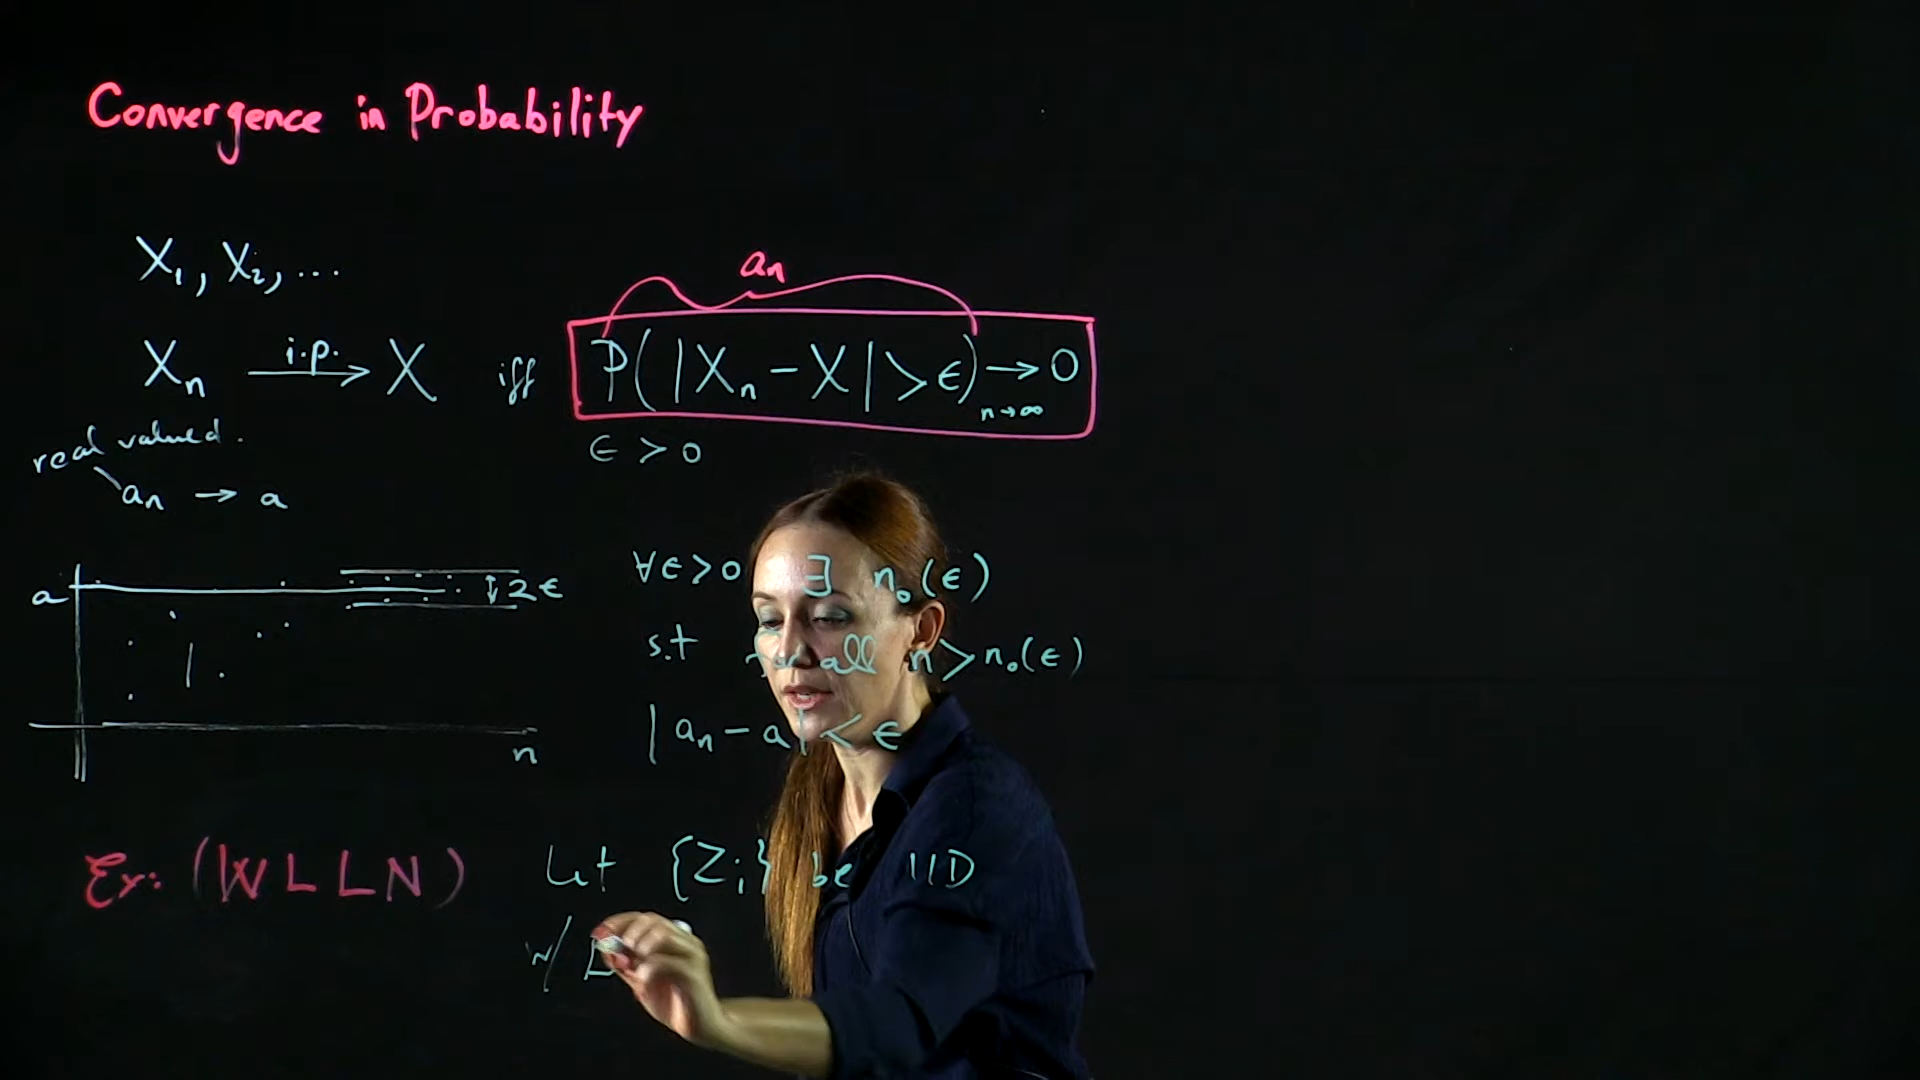 Convergence in Probability
X₁, X₂, ...
Xₙ —i.p.→ X iff P(|Xₙ - X| > ϵ) → 0
aₙ
n→∞
ϵ > 0
real valued.
aₙ → a
a
2ϵ
n
∀ϵ>0 ∃ n₀(ϵ)
s.t for all n>n₀(ϵ)
|aₙ - a| < ϵ
Ex: (WLLN) Let {Zᵢ} be IID
w/